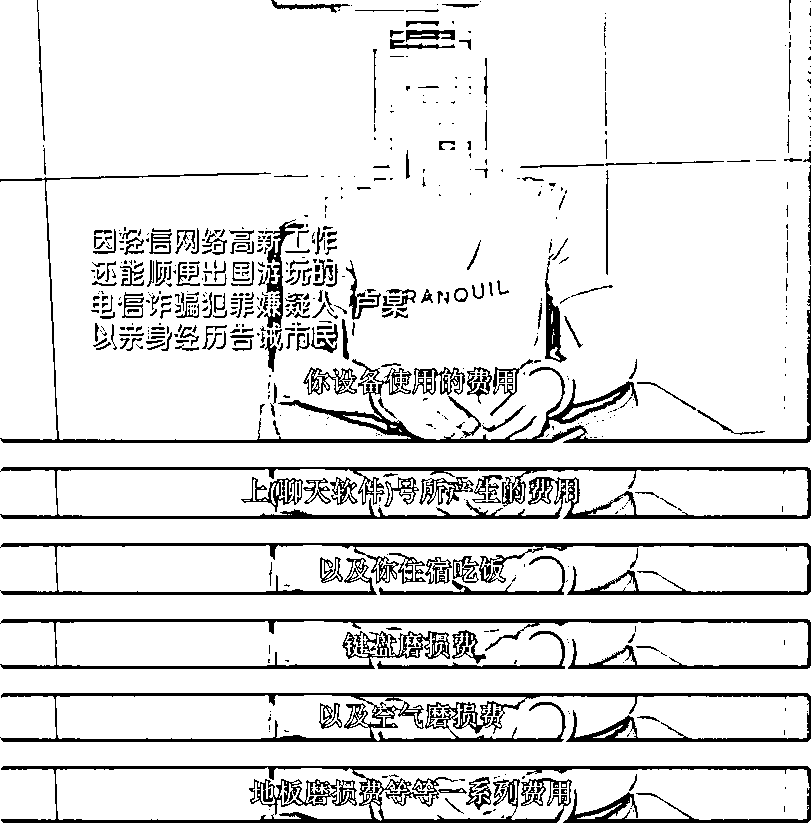 因轻信网络高新工作
还能顺便出国游玩的
电信诈骗犯罪嫌疑人 卢某
以亲身经历告诫市民
RANQUIL
你设备使用的费用
上(聊天软件)号所产生的费用
以及你住宿吃饭
键盘磨损费
以及空气磨损费
地板磨损费等等一系列费用